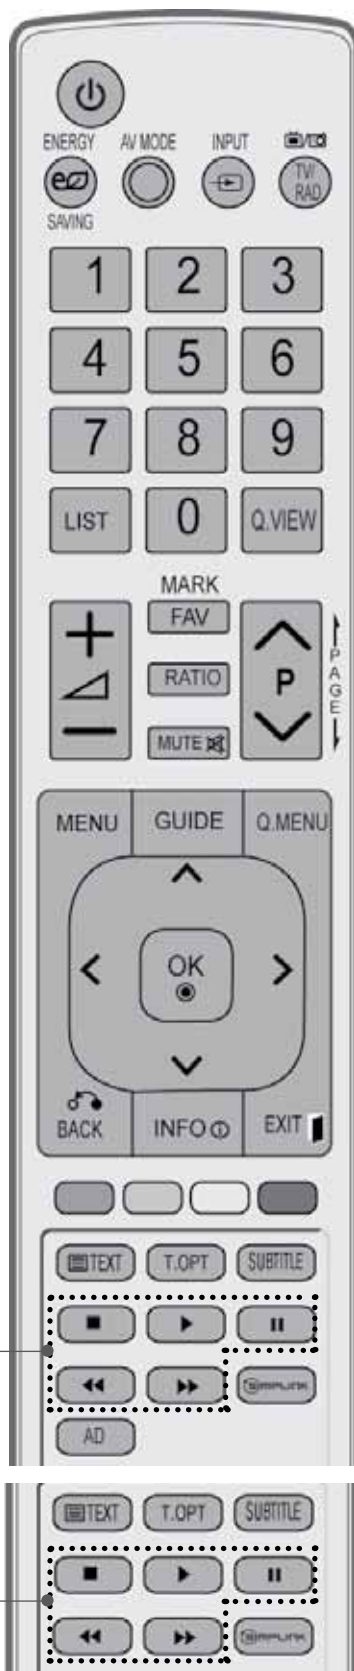 ENERGY AV MODE INPUT
TV/
RAD
SAVING
1 2 3
4 5 6
7 8 9
LIST 0 Q.VIEW
MARK
FAV
RATIO
P
MUTE
PAGE
MENU GUIDE Q.MENU
OK
BACK INFO EXIT
TEXT T.OPT SUBTITLE
SIMPLINK
AD
TEXT T.OPT SUBTITLE
SIMPLINK